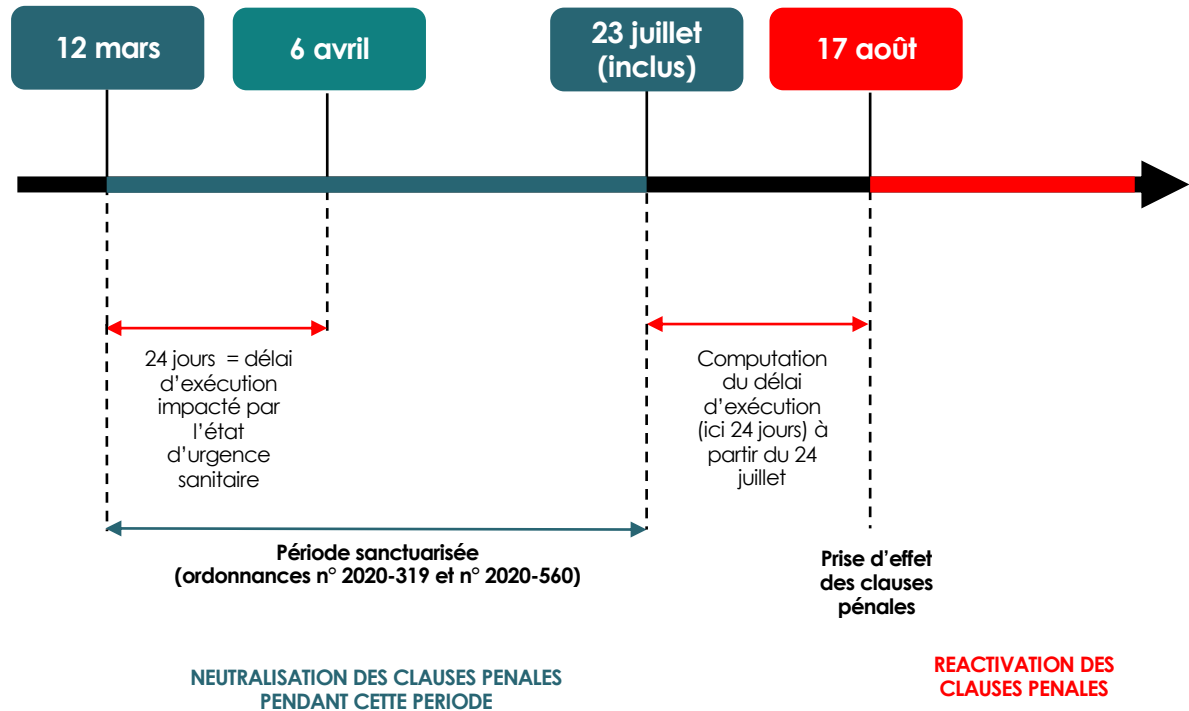 12 mars
6 avril
23 juillet
(inclus)
17 août
24 jours = délai
d'exécution
impacté par
l'état
d'urgence
sanitaire
Computation
du délai
d'exécution
(ici 24 jours) à
partir du 24
juillet
Période sanctuarisée
(ordonnances n° 2020-319 et n° 2020-560)
Prise d'effet
des clauses
pénales
NEUTRALISATION DES CLAUSES PENALES
PENDANT CETTE PERIODE
REACTIVATION DES
CLAUSES PENALES